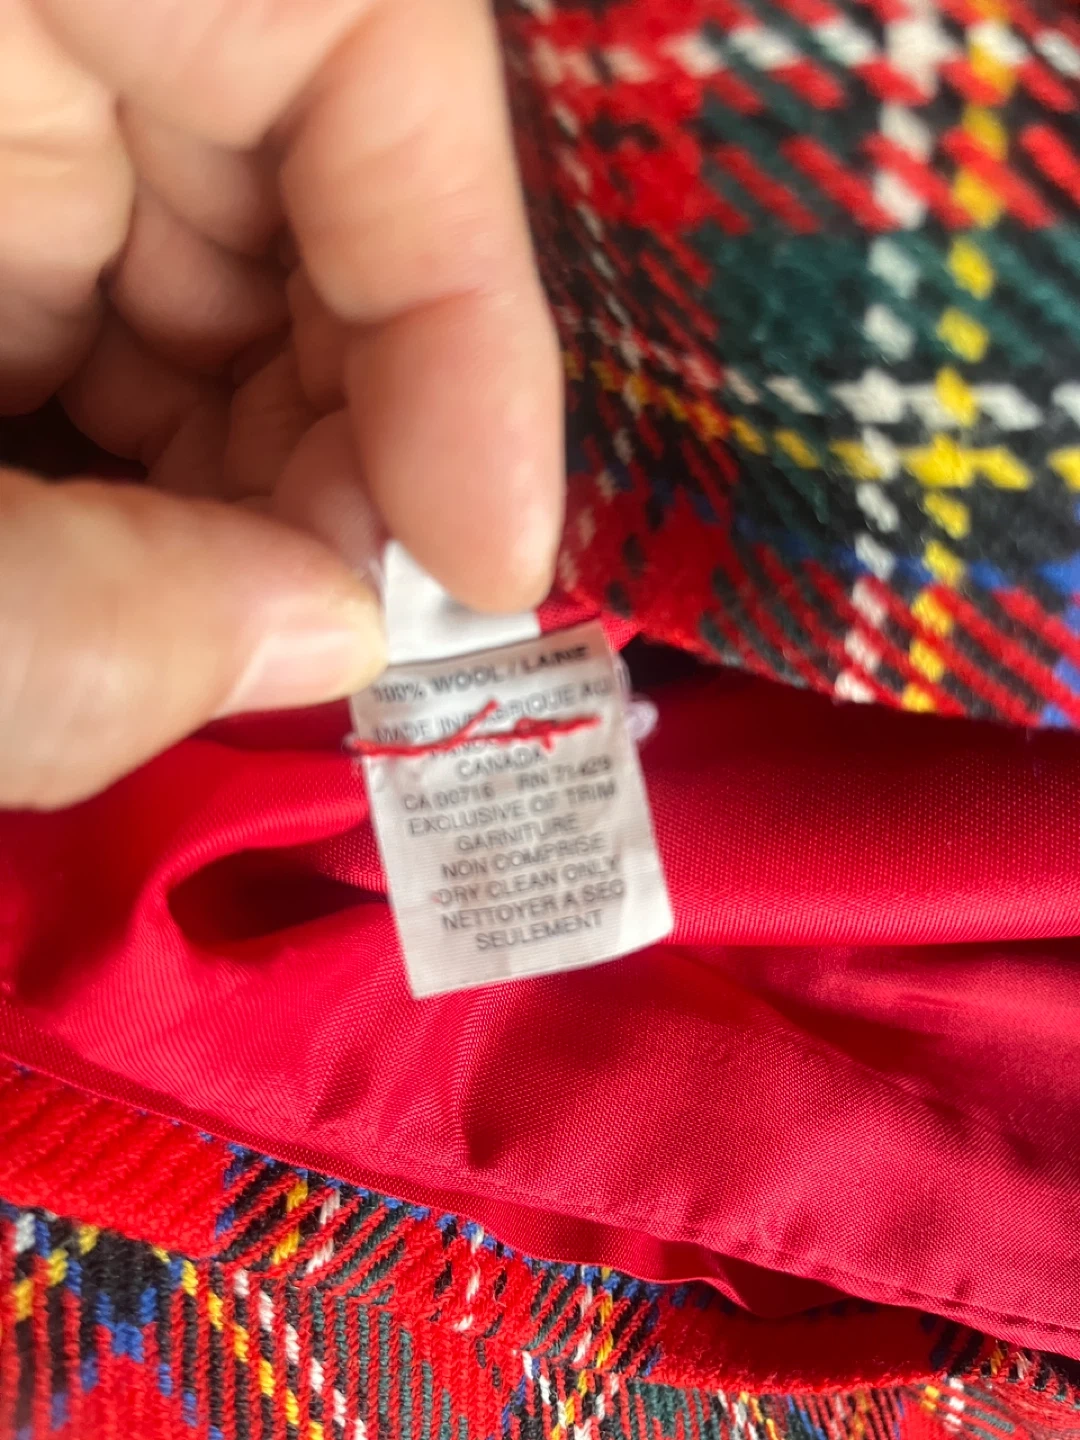 100% WOOL / LAINE
MADE IN/FABRIQUE AU
CANADA
CA 00716 RN 71429
EXCLUSIVE OF TRIM
GARNITURE
NON COMPRISE
DRY CLEAN ONLY
NETTOYER A SEC
SEULEMENT